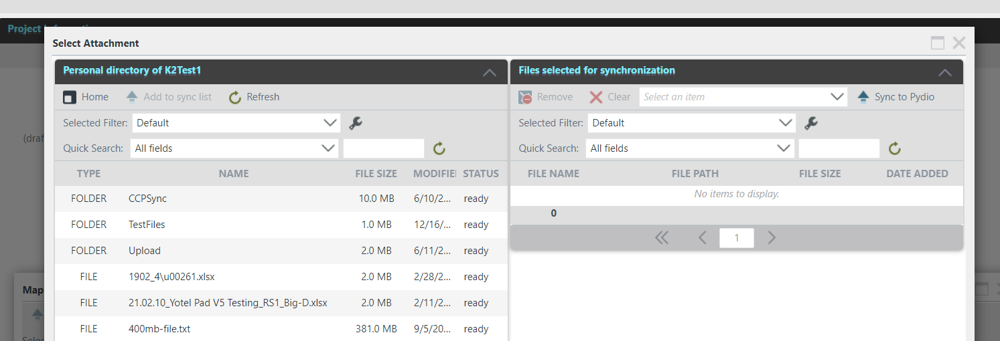 Project
Select Attachment
Personal directory of K2Test1
Home Add to sync list Refresh
Selected Filter: Default
Quick Search: All fields
TYPE NAME FILE SIZE MODIFIE STATUS
FOLDER CCPSync 10.0 MB 6/10/2... ready
FOLDER TestFiles 1.0 MB 12/16/... ready
FOLDER Upload 2.0 MB 6/11/2... ready
FILE 1902_4\u00261.xlsx 2.0 MB 2/28/2... ready
FILE 21.02.10_Yotel Pad V5 Testing_RS1_Big-D.xlsx 2.0 MB 2/11/2... ready
FILE 400mb-file.txt 381.0 MB 9/5/20... ready
Files selected for synchronization
Remove Clear Select an item Sync to Pydio
Selected Filter: Default
Quick Search: All fields
FILE NAME FILE PATH FILE SIZE DATE ADDED
No items to display.
0
1
(draf
Map